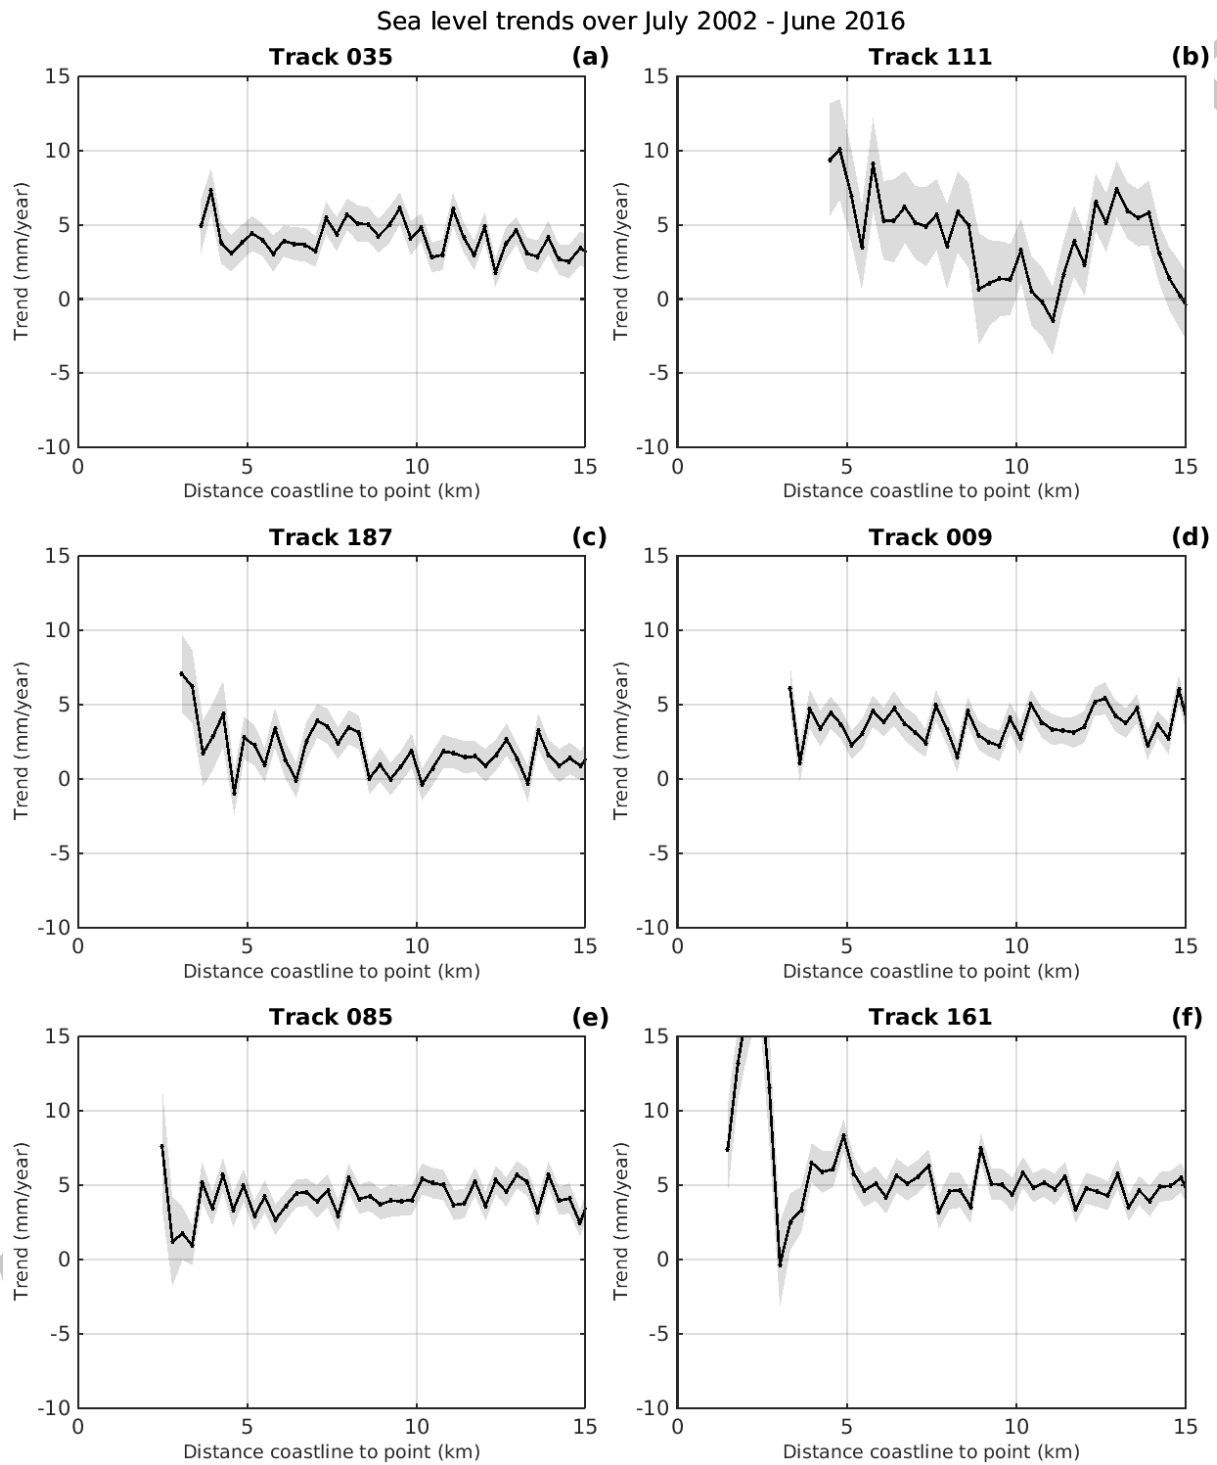 Sea level trends over July 2002 - June 2016
Track 035
(a)
15
10
5
0
-5
-10
Trend (mm/year)
0
5
10
15
Distance coastline to point (km)
Track 111
(b)
15
10
5
0
-5
-10
Trend (mm/year)
0
5
10
15
Distance coastline to point (km)
Track 187
(c)
15
10
5
0
-5
-10
Trend (mm/year)
0
5
10
15
Distance coastline to point (km)
Track 009
(d)
15
10
5
0
-5
-10
Trend (mm/year)
0
5
10
15
Distance coastline to point (km)
Track 085
(e)
15
10
5
0
-5
-10
Trend (mm/year)
0
5
10
15
Distance coastline to point (km)
Track 161
(f)
15
10
5
0
-5
-10
Trend (mm/year)
0
5
10
15
Distance coastline to point (km)